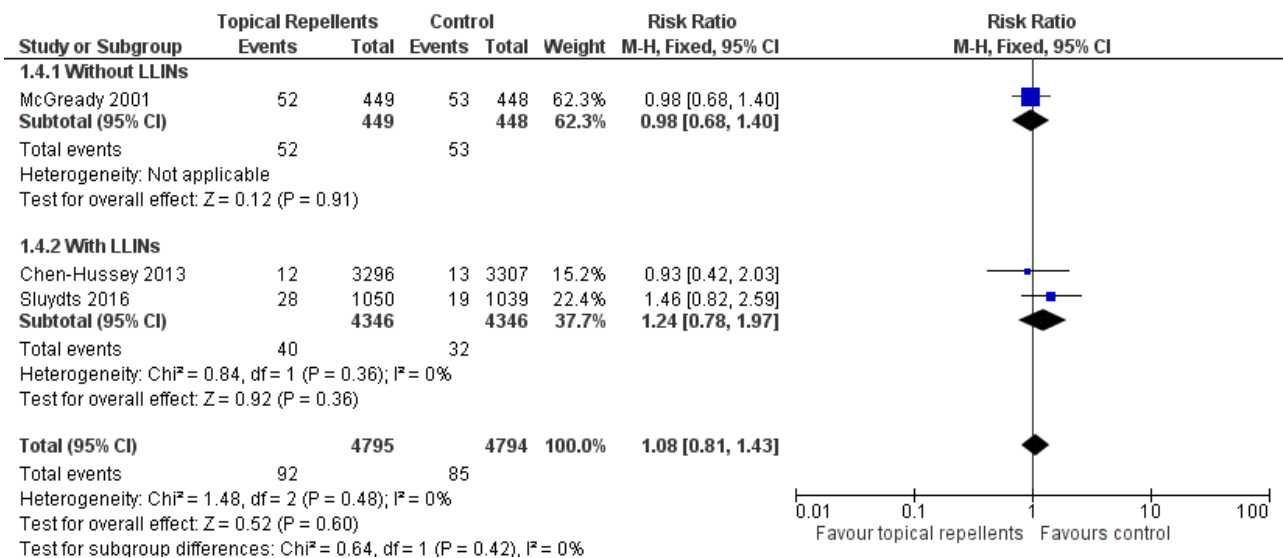 Topical Repellents Control Risk Ratio Risk Ratio
Study or Subgroup Events Total Events Total Weight M-H, Fixed, 95% CI M-H, Fixed, 95% CI
1.4.1 Without LLINs
McGready 2001 52 449 53 448 62.3% 0.98 [0.68, 1.40]
Subtotal (95% CI) 449 448 62.3% 0.98 [0.68, 1.40]
Total events 52 53
Heterogeneity: Not applicable
Test for overall effect: Z = 0.12 (P = 0.91)
1.4.2 With LLINs
Chen-Hussey 2013 12 3296 13 3307 15.2% 0.93 [0.42, 2.03]
Sluydts 2016 28 1050 19 1039 22.4% 1.46 [0.82, 2.59]
Subtotal (95% CI) 4346 4346 37.7% 1.24 [0.78, 1.97]
Total events 40 32
Heterogeneity: Chi² = 0.84, df = 1 (P = 0.36); I² = 0%
Test for overall effect: Z = 0.92 (P = 0.36)
Total (95% CI) 4795 4794 100.0% 1.08 [0.81, 1.43]
Total events 92 85
Heterogeneity: Chi² = 1.48, df = 2 (P = 0.48); I² = 0%
Test for overall effect: Z = 0.52 (P = 0.60)
Test for subgroup differences: Chi² = 0.64, df = 1 (P = 0.42), I² = 0%
0.01 0.1 1 10 100
Favour topical repellents Favours control